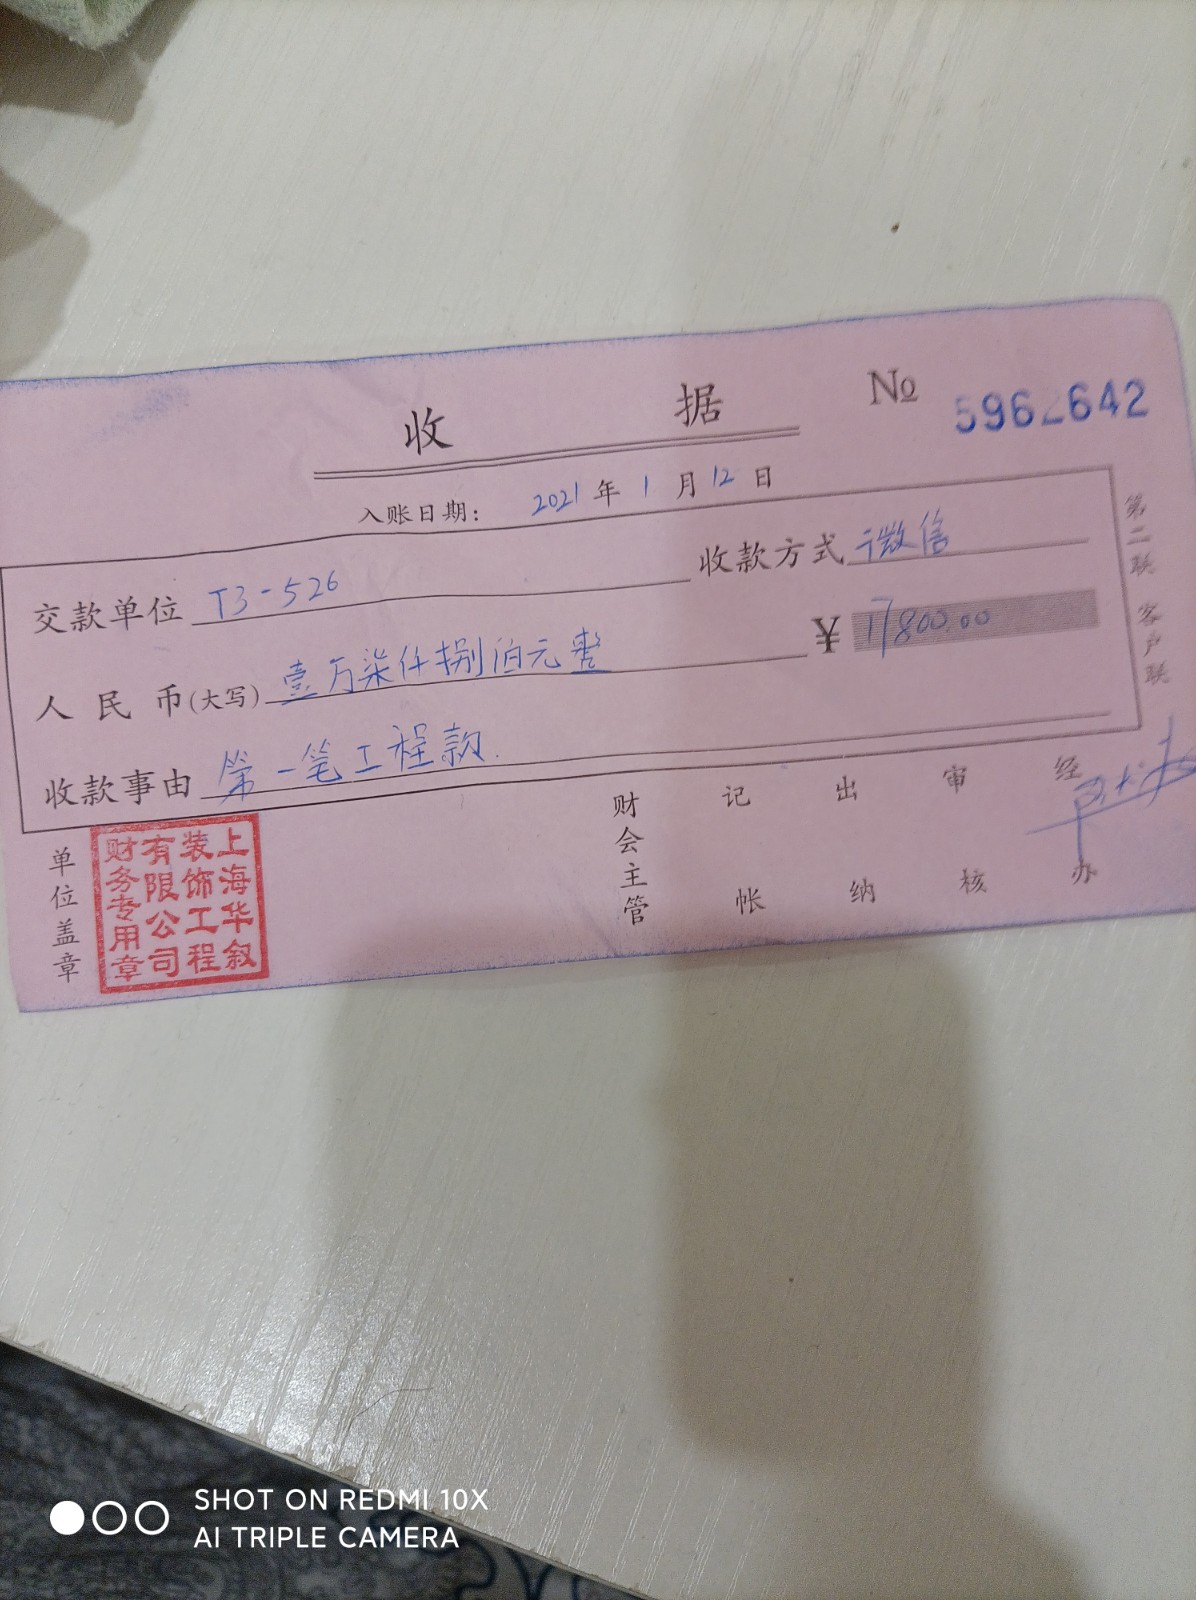 收 据 № 5962642
入账日期： 2021 年 1 月 12 日
交款单位 T3-526 收款方式 微信
人 民 币(大写) 壹万柒仟捌佰元整 ¥ 17800.00
收款事由 第一笔工程款.
第二联 客户联
单位盖章
上海华叙
装饰工程
有限公司
财务专用章
财会主管 记帐 出纳 审核 经办
SHOT ON REDMI 10X
AI TRIPLE CAMERA